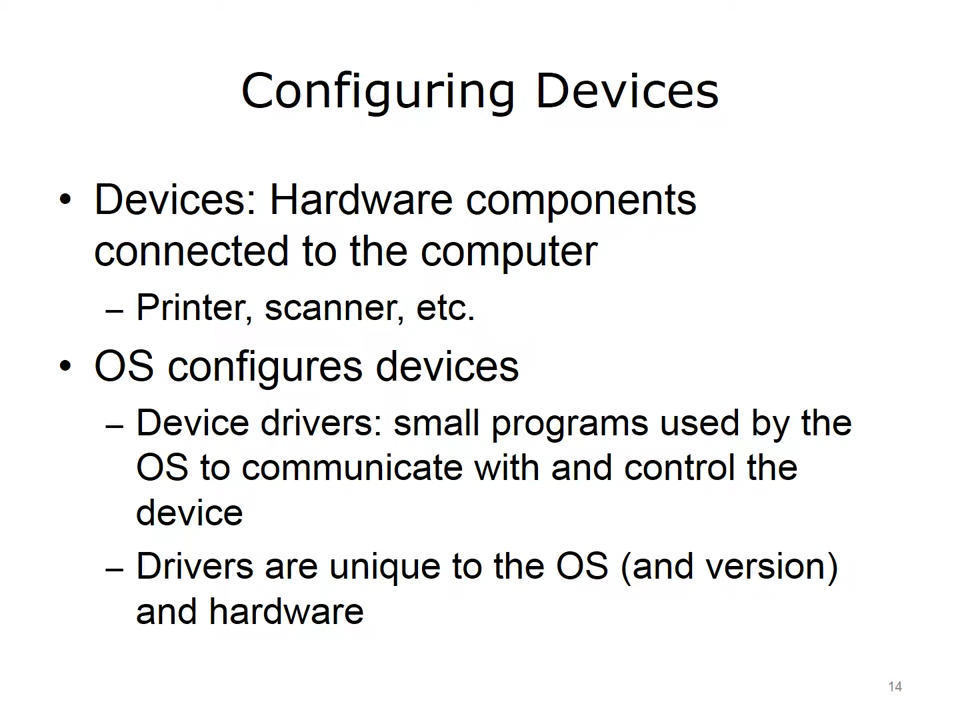 Configuring Devices
• Devices: Hardware components
connected to the computer
– Printer, scanner, etc.
• OS configures devices
– Device drivers: small programs used by the
OS to communicate with and control the
device
– Drivers are unique to the OS (and version)
and hardware
14